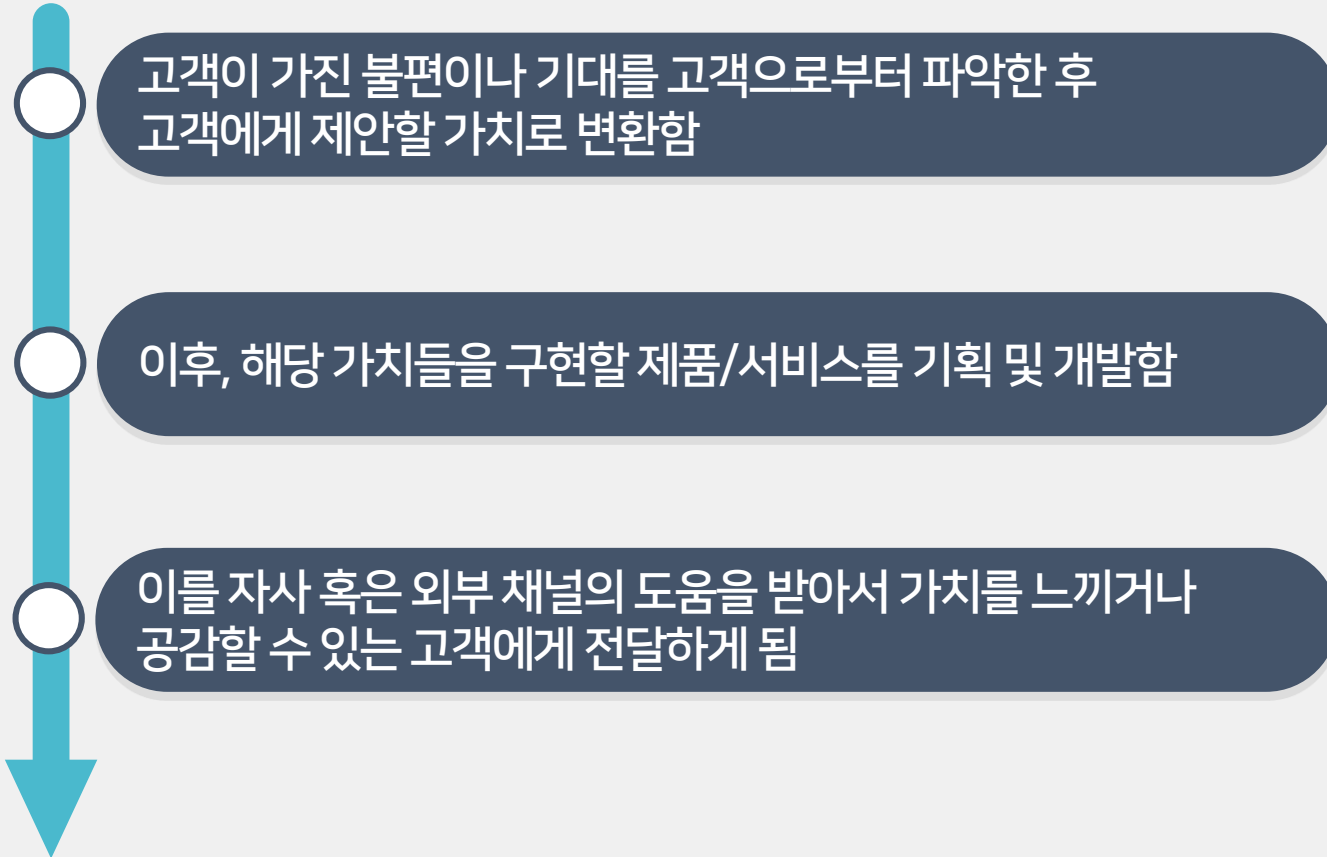 고객이 가진 불편이나 기대를 고객으로부터 파악한 후
고객에게 제안할 가치로 변환함
이후, 해당 가치들을 구현할 제품/서비스를 기획 및 개발함
이를 자사 혹은 외부 채널의 도움을 받아서 가치를 느끼거나
공감할 수 있는 고객에게 전달하게 됨